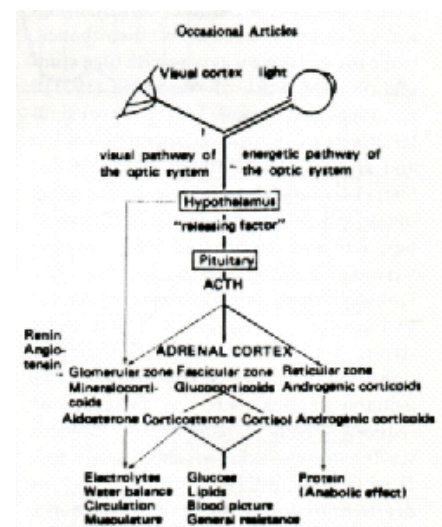 Occasional Articles
Visual cortex light
visual pathway of
the optic system
energetic pathway of
the optic system
Hypothalamus
"releasing factor"
Pituitary
ACTH
Renin
Angio-
tensin
ADRENAL CORTEX
Glomerular zone Fascicular zone Reticular zone
Mineralocorti-
coids
Glucocorticoids Androgenic corticoids
Aldosterone Corticosterone Cortisol Androgenic corticoids
Electrolytes
Water balance
Circulation
Musculature
Glucose
Lipids
Blood picture
General resistance
Protein
(Anabolic effect)